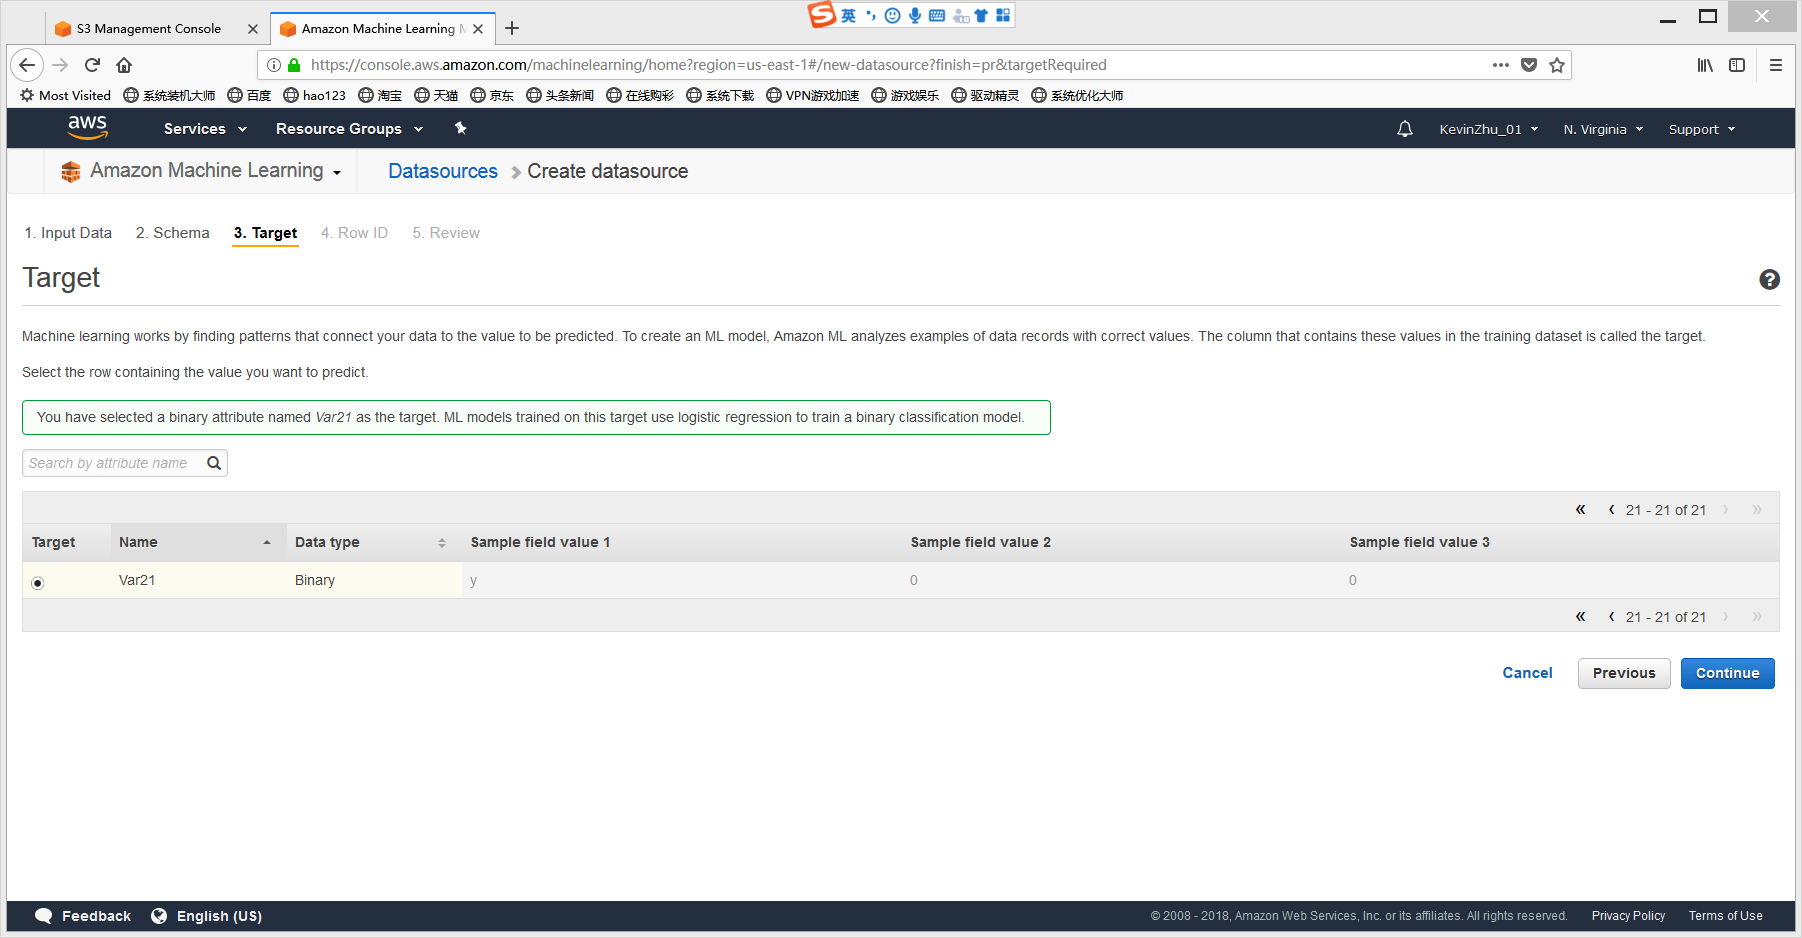 英
S3 Management Console
Amazon Machine Learning
https://console.aws.amazon.com/machinelearning/home?region=us-east-1#/new-datasource?finish=pr&targetRequired
Most Visited 系统装机大师 百度 hao123 淘宝 天猫 京东 头条新闻 在线购彩 系统下载 VPN游戏加速 游戏娱乐 驱动精灵 系统优化大师
aws Services Resource Groups KevinZhu_01 N. Virginia Support
Amazon Machine Learning Datasources Create datasource
1. Input Data 2. Schema 3. Target 4. Row ID 5. Review
Target
Machine learning works by finding patterns that connect your data to the value to be predicted. To create an ML model, Amazon ML analyzes examples of data records with correct values. The column that contains these values in the training dataset is called the target.
Select the row containing the value you want to predict.
You have selected a binary attribute named Var21 as the target. ML models trained on this target use logistic regression to train a binary classification model.
Search by attribute name
« ‹ 21 - 21 of 21 › »
Target Name Data type Sample field value 1 Sample field value 2 Sample field value 3
Var21 Binary y 0 0
« ‹ 21 - 21 of 21 › »
Cancel Previous Continue
Feedback English (US) © 2008 - 2018, Amazon Web Services, Inc. or its affiliates. All rights reserved. Privacy Policy Terms of Use